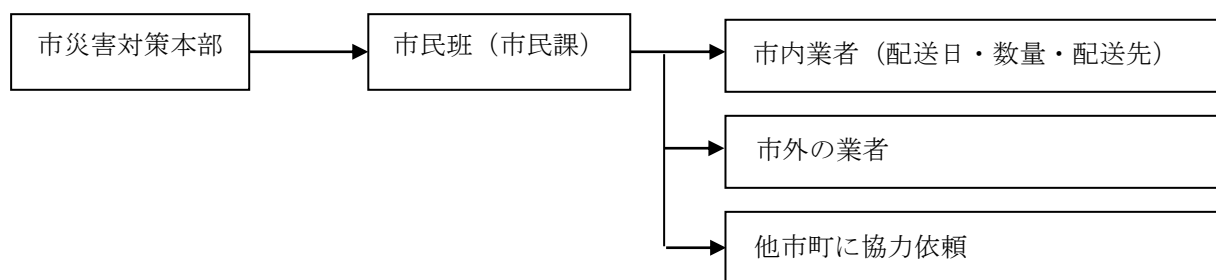 市災害対策本部
市民班（市民課）
市内業者（配送日・数量・配送先）
市外の業者
他市町に協力依頼